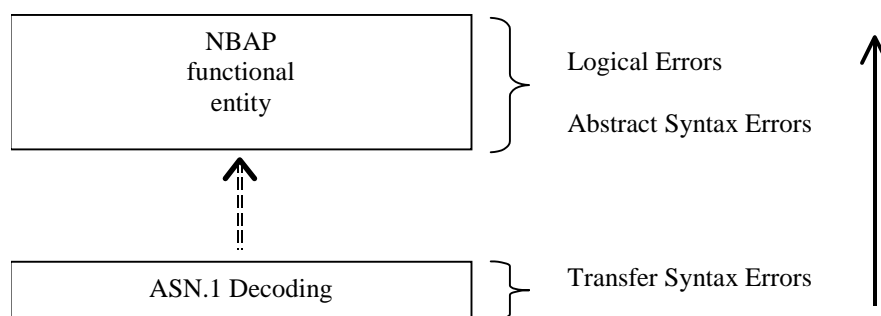 NBAP
functional
entity
Logical Errors
Abstract Syntax Errors
ASN.1 Decoding
Transfer Syntax Errors